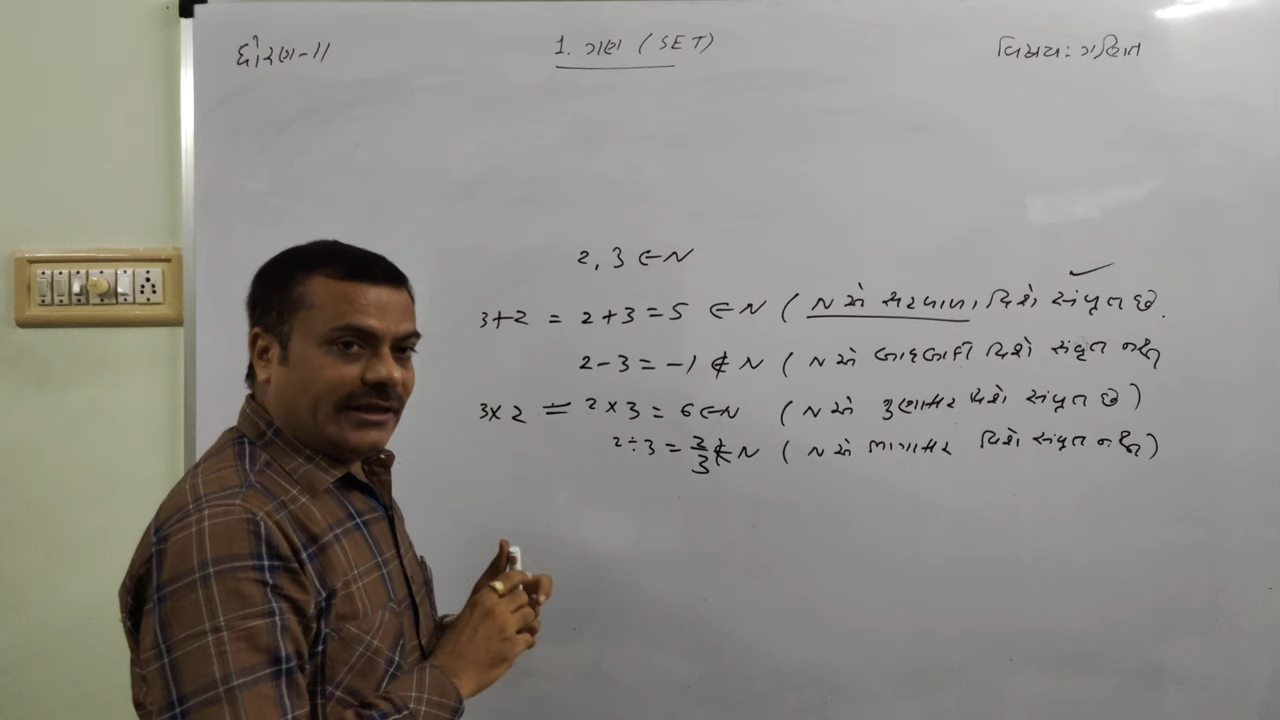 ધોરણ-11
1. ગણ (SET)
વિષય: ગણિત
2, 3 ∈ N
3+2 = 2+3 = 5 ∈ N ( N એ સરવાળા વિશે સંવૃત છે.
2-3 = -1 ∉ N ( N એ બાદબાકી વિશે સંવૃત નથી
3×2 = 2×3 = 6 ∈ N ( N એ ગુણાકાર વિશે સંવૃત છે)
2÷3 = 2/3 ∉ N ( N એ ભાગાકાર વિશે સંવૃત નથી)